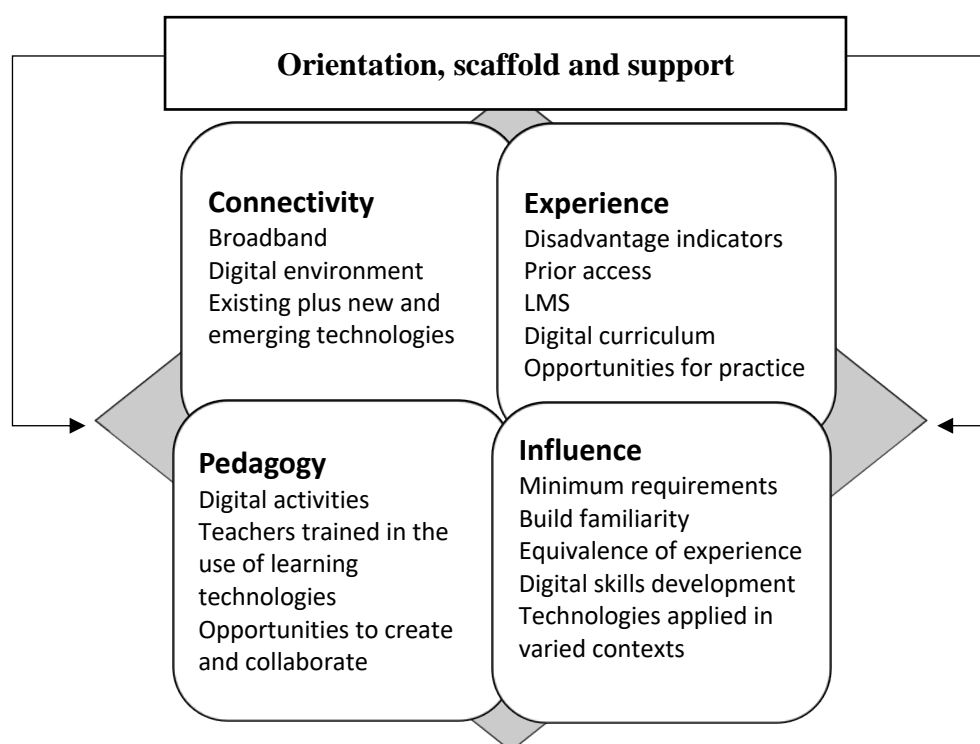 Orientation, scaffold and support
Connectivity
Broadband
Digital environment
Existing plus new and
emerging technologies
Experience
Disadvantage indicators
Prior access
LMS
Digital curriculum
Opportunities for practice
Pedagogy
Digital activities
Teachers trained in the
use of learning
technologies
Opportunities to create
and collaborate
Influence
Minimum requirements
Build familiarity
Equivalence of experience
Digital skills development
Technologies applied in
varied contexts